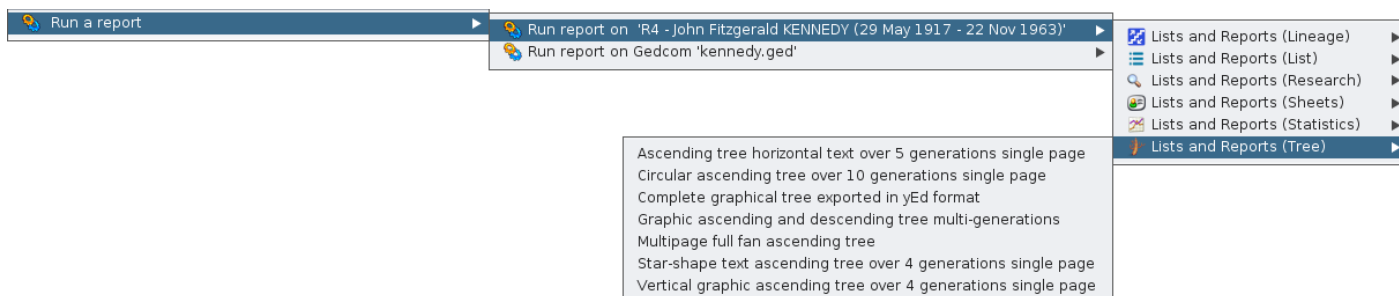 Run a report
Run report on  'R4 - John Fitzgerald KENNEDY (29 May 1917 - 22 Nov 1963)'
Run report on Gedcom 'kennedy.ged'
Lists and Reports (Lineage)
Lists and Reports (List)
Lists and Reports (Research)
Lists and Reports (Sheets)
Lists and Reports (Statistics)
Lists and Reports (Tree)
Ascending tree horizontal text over 5 generations single page
Circular ascending tree over 10 generations single page
Complete graphical tree exported in yEd format
Graphic ascending and descending tree multi-generations
Multipage full fan ascending tree
Star-shape text ascending tree over 4 generations single page
Vertical graphic ascending tree over 4 generations single page